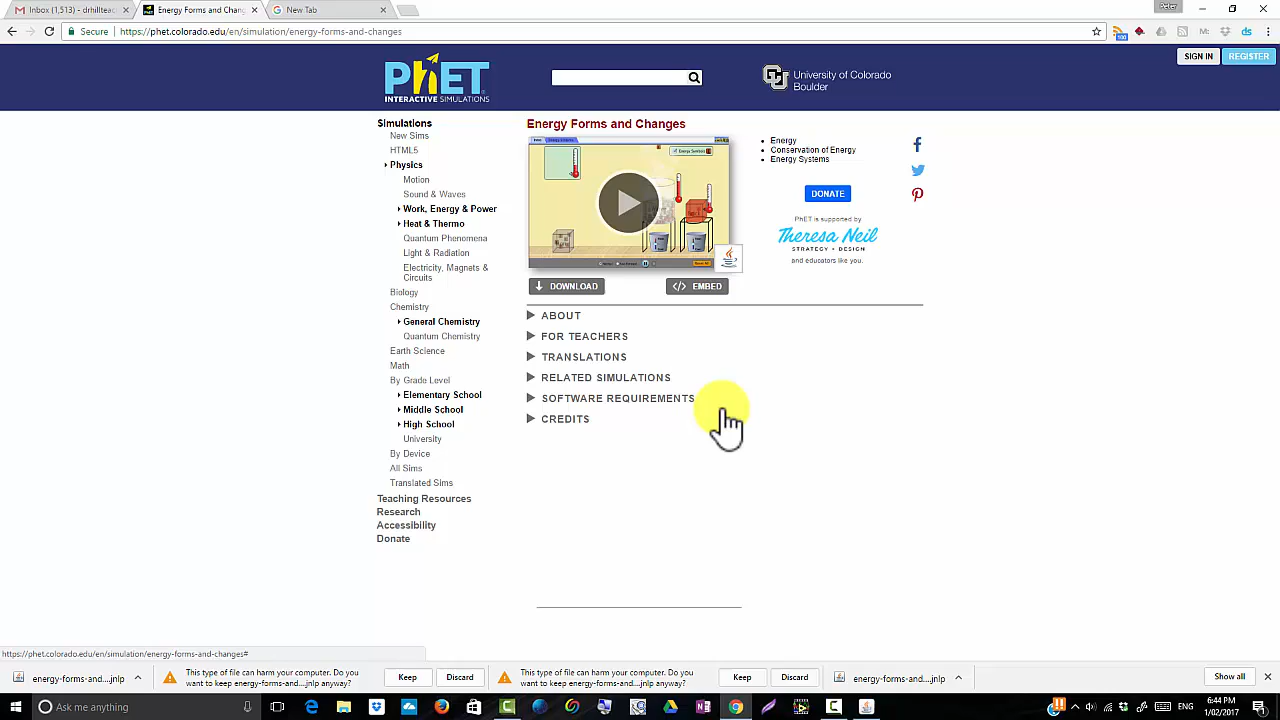 Inbox (1,513) - drhillteac
Energy Forms and Chang
New Tab
Secure
https://phet.colorado.edu/en/simulation/energy-forms-and-changes
100
SIGN IN
REGISTER
PhET
INTERACTIVE SIMULATIONS
CU
University of Colorado
Boulder
Simulations
New Sims
HTML5
Physics
Motion
Sound & Waves
Work, Energy & Power
Heat & Thermo
Quantum Phenomena
Light & Radiation
Electricity, Magnets &
Circuits
Biology
Chemistry
General Chemistry
Quantum Chemistry
Earth Science
Math
By Grade Level
Elementary School
Middle School
High School
University
By Device
All Sims
Translated Sims
Teaching Resources
Research
Accessibility
Donate
Energy Forms and Changes
Energy Symbols
DOWNLOAD
EMBED
ABOUT
FOR TEACHERS
TRANSLATIONS
RELATED SIMULATIONS
SOFTWARE REQUIREMENTS
CREDITS
Energy
Conservation of Energy
Energy Systems
DONATE
PhET is supported by
Theresa Neil
STRATEGY + DESIGN
and educators like you.
https://phet.colorado.edu/en/simulation/energy-forms-and-changes#
energy-forms-and-....jnlp
This type of file can harm your computer. Do you
want to keep energy-forms-and-....jnlp anyway?
Keep
Discard
This type of file can harm your computer. Do you
want to keep energy-forms-and-....jnlp anyway?
Keep
Discard
energy-forms-and-....jnlp
Show all
Ask me anything
ENG
6:44 PM
1/02/2017